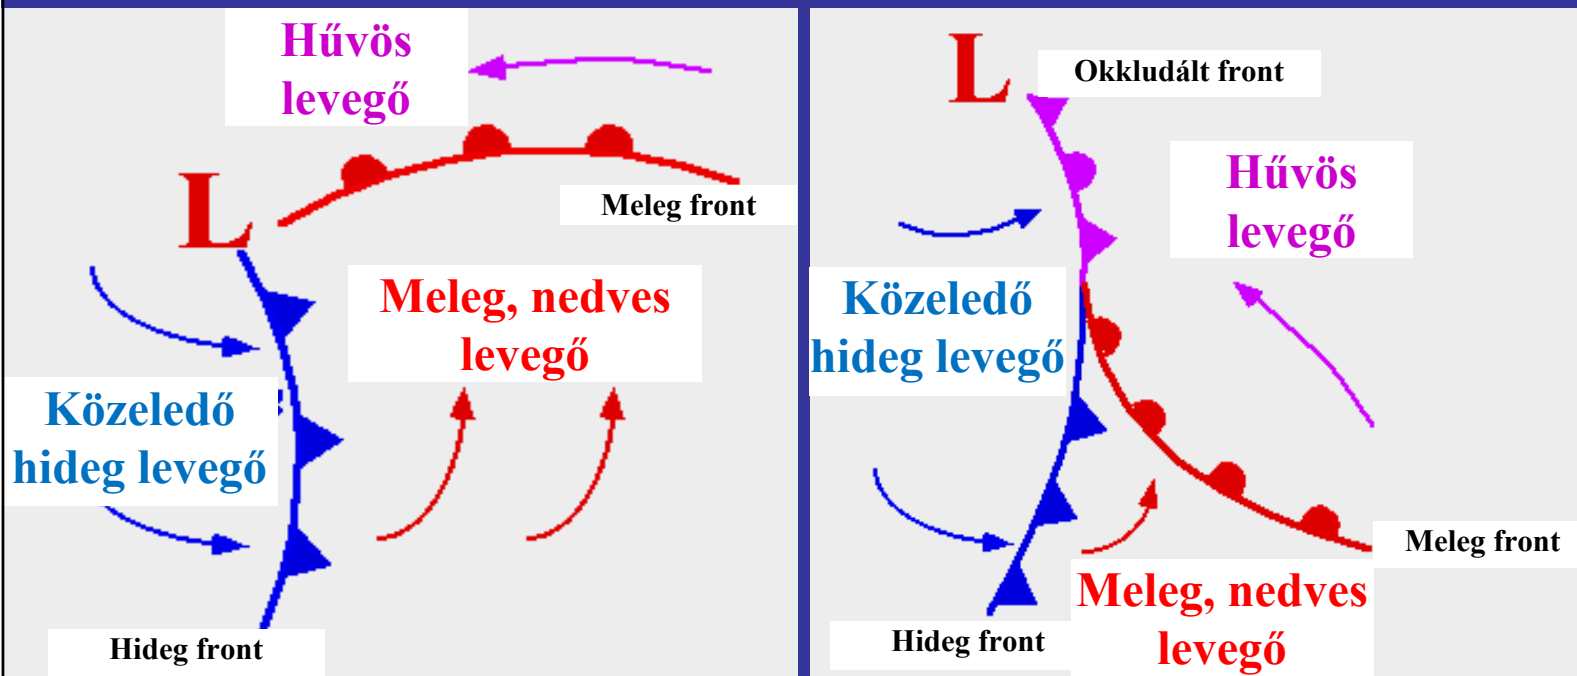 Hűvös
levegő
L
Meleg front
Meleg, nedves
levegő
Közeledő
hideg levegő
Hideg front
L
Okkludált front
Hűvös
levegő
Közeledő
hideg levegő
Meleg front
Meleg, nedves
levegő
Hideg front